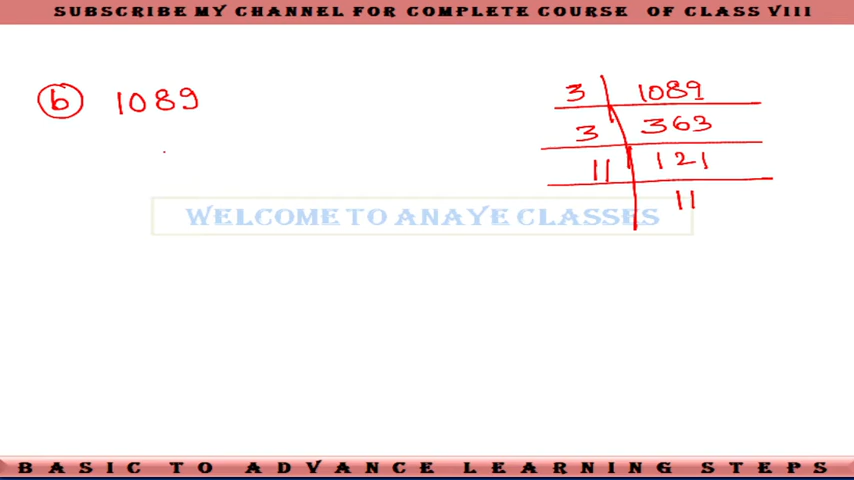 SUBSCRIBE MY CHANNEL FOR COMPLETE COURSE OF CLASS VIII
b 1089
3 1089
3 363
11 121
11
WELCOME TO ANAYE CLASSES
BASIC TO ADVANCE LEARNING STEPS